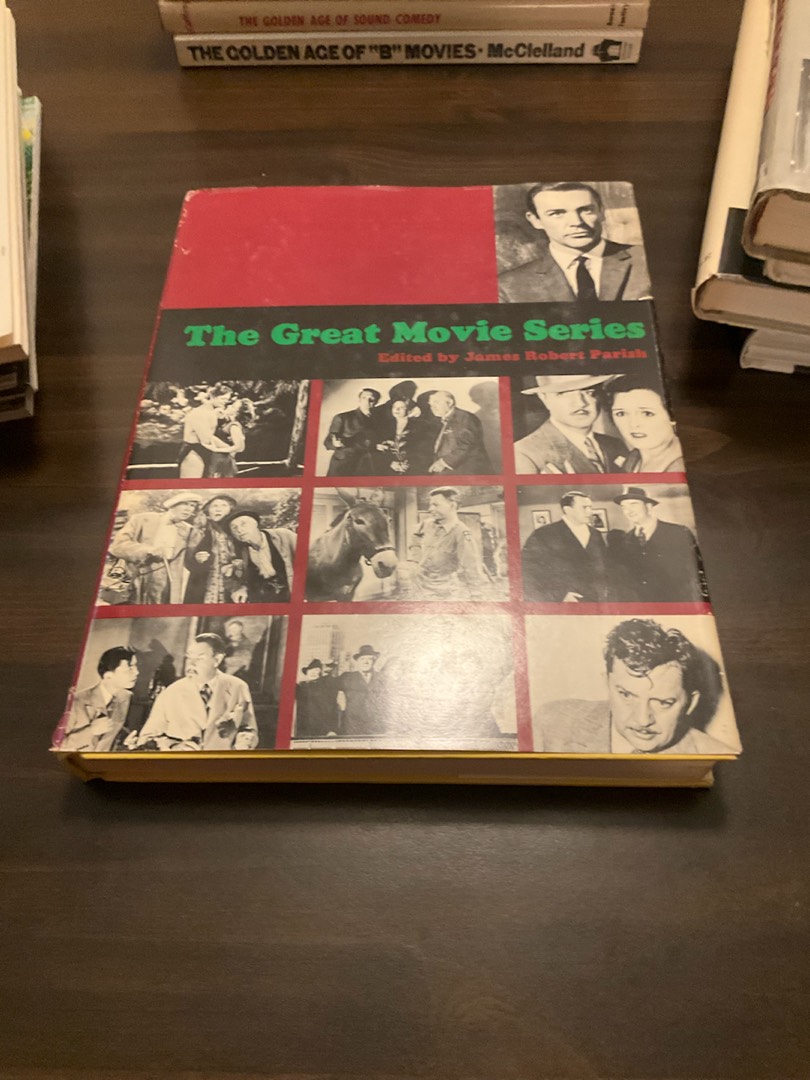 THE GOLDEN AGE OF SOUND COMEDY
THE GOLDEN AGE OF "B" MOVIES • McClelland
The Great Movie Series
Edited by James Robert Parish